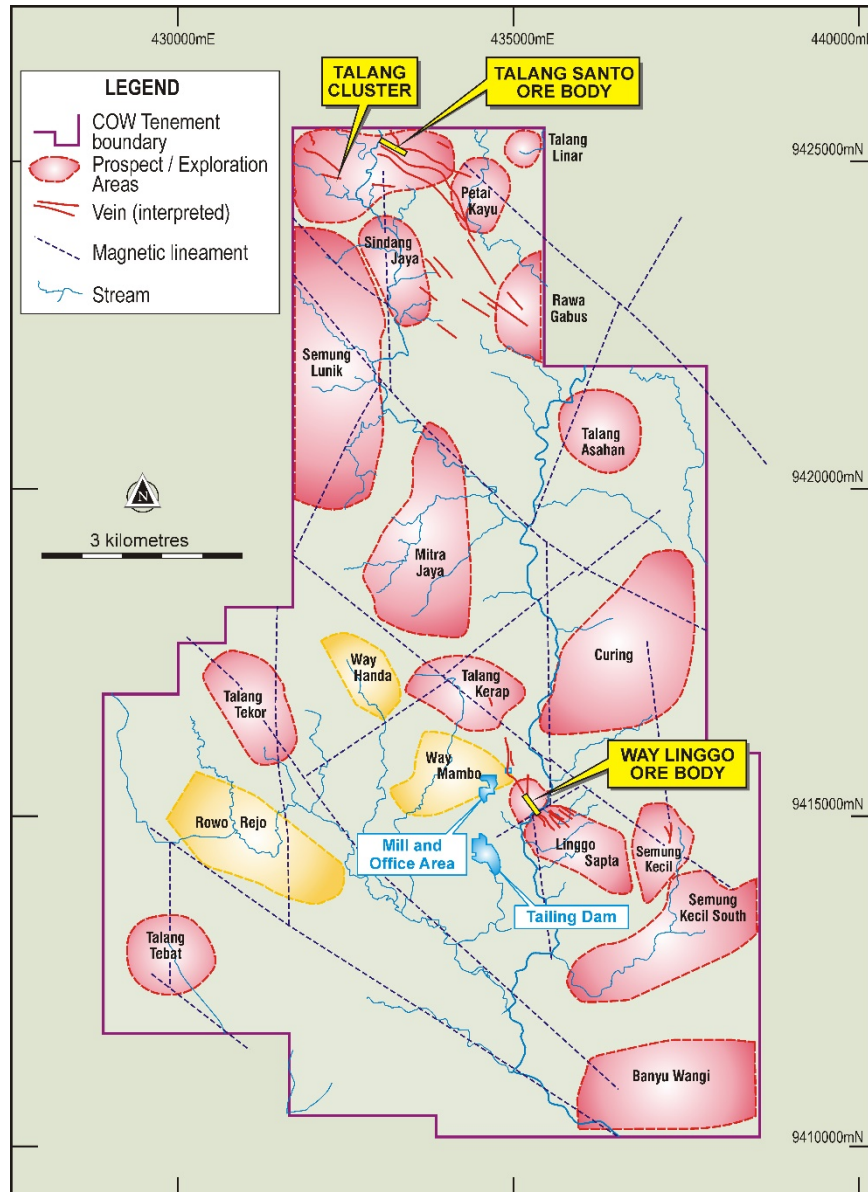 430000mE
435000mE
440000mE
LEGEND
COW Tenement
boundary
Prospect / Exploration
Areas
Vein (interpreted)
Magnetic lineament
Stream
TALANG
CLUSTER
TALANG SANTO
ORE BODY
Talang
Linar
9425000mN
Petai
Kayu
Sindang
Jaya
Rawa
Gabus
Semung
Lunik
Talang
Asahan
9420000mN
N
3 kilometres
Mitra
Jaya
Curing
Way
Handa
Talang
Kerap
Talang
Tekor
WAY LINGGO
ORE BODY
Way
Mambo
9415000mN
Rowo Rejo
Mill and
Office Area
Linggo
Sapta
Semung
Kecil
Tailing Dam
Semung
Kecil South
Talang
Tebat
Banyu Wangi
9410000mN